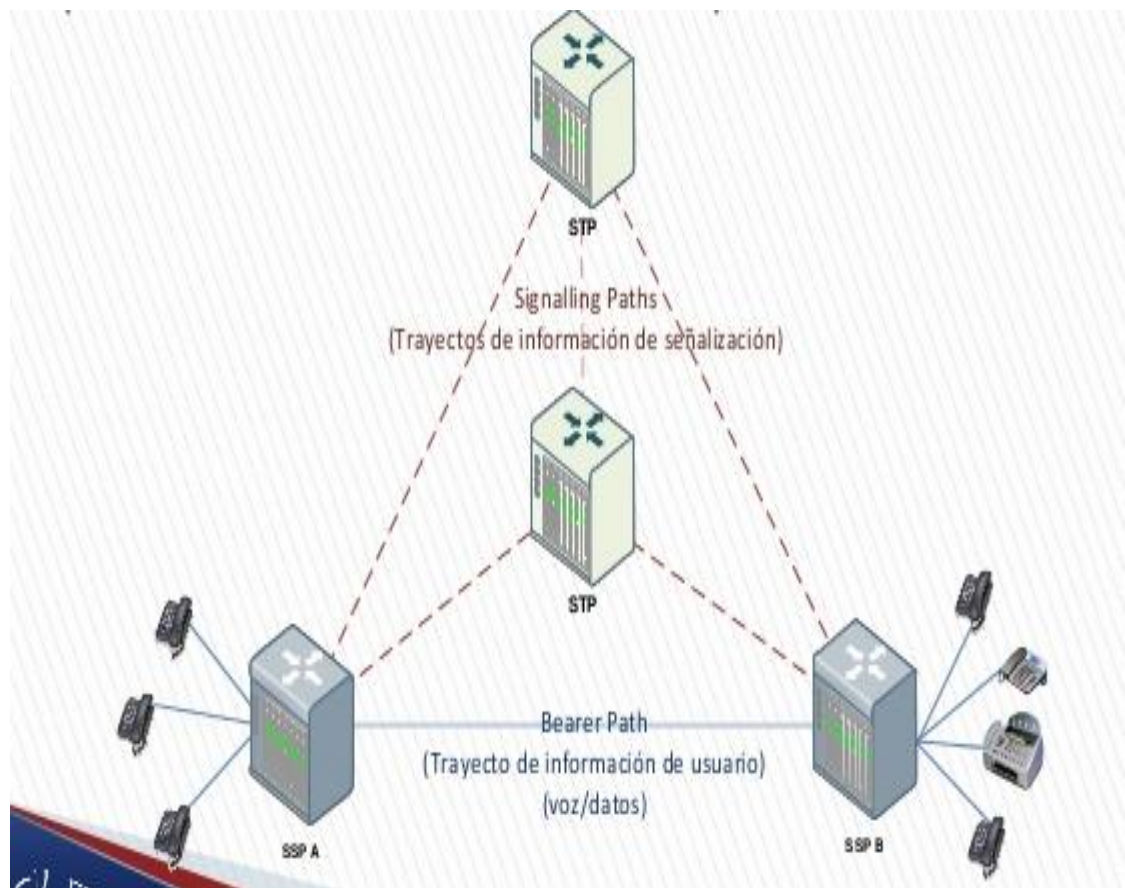 STP
Signalling Paths
(Trayectos de información de señalización)
STP
Bearer Path
(Trayecto de información de usuario)
(voz/datos)
SSP A
SSP B